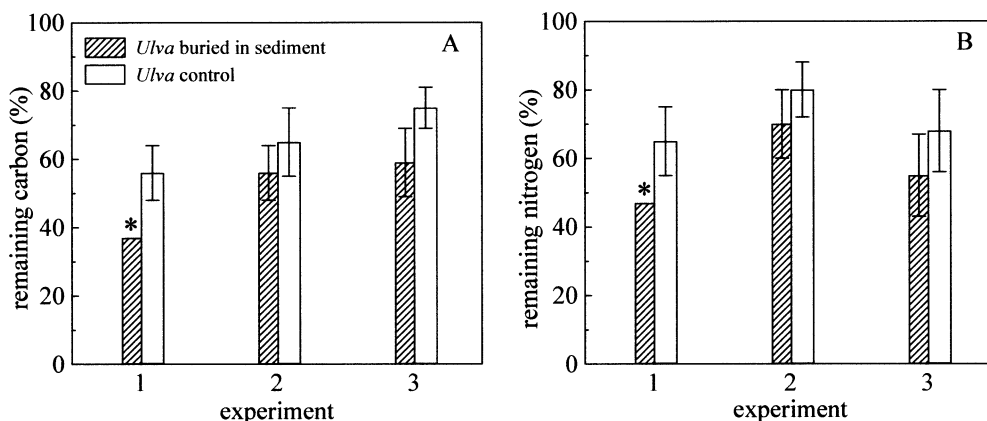 A
Ulva buried in sediment
Ulva control
remaining carbon (%)
100
80
60
40
20
0
*
1 2 3
experiment
B
remaining nitrogen (%)
100
80
60
40
20
0
*
1 2 3
experiment